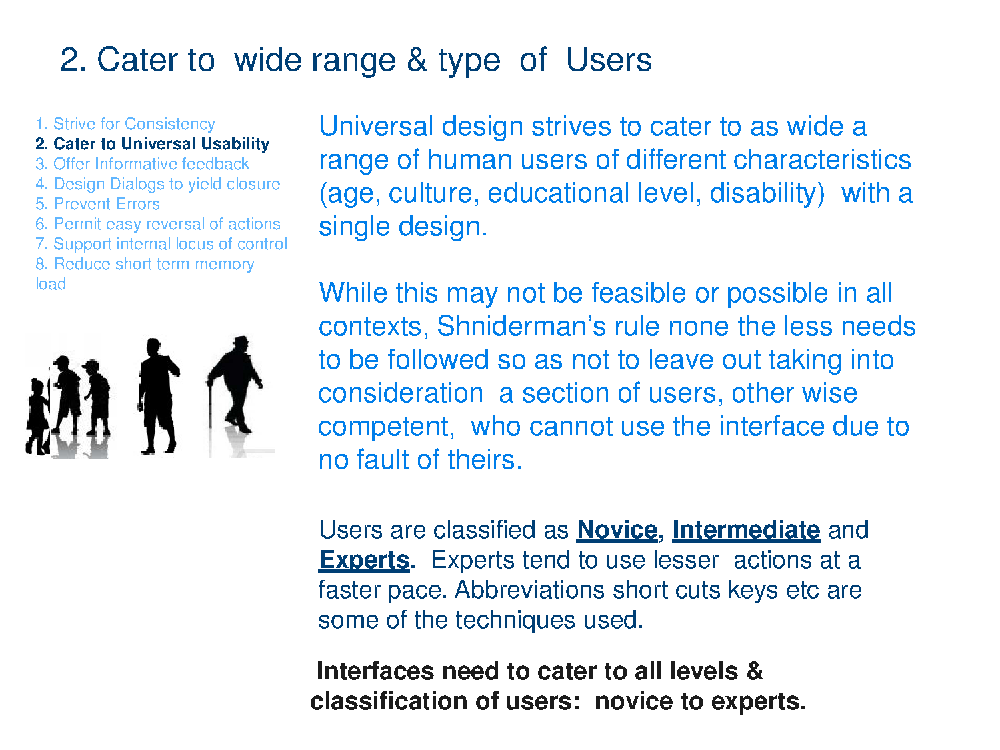 2. Cater to wide range & type of Users
1. Strive for Consistency
2. Cater to Universal Usability
3. Offer Informative feedback
4. Design Dialogs to yield closure
5. Prevent Errors
6. Permit easy reversal of actions
7. Support internal locus of control
8. Reduce short term memory
load
Universal design strives to cater to as wide a
range of human users of different characteristics
(age, culture, educational level, disability) with a
single design.
While this may not be feasible or possible in all
contexts, Shniderman’s rule none the less needs
to be followed so as not to leave out taking into
consideration a section of users, other wise
competent, who cannot use the interface due to
no fault of theirs.
Users are classified as Novice, Intermediate and
Experts. Experts tend to use lesser actions at a
faster pace. Abbreviations short cuts keys etc are
some of the techniques used.
Interfaces need to cater to all levels &
classification of users: novice to experts.